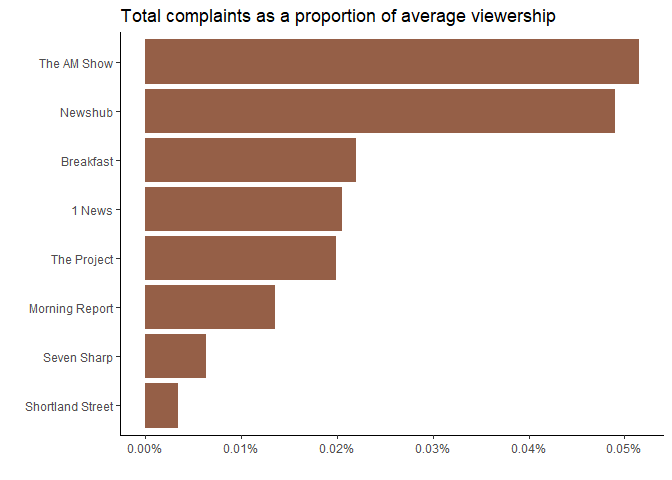 Total complaints as a proportion of average viewership
The AM Show
Newshub
Breakfast
1 News
The Project
Morning Report
Seven Sharp
Shortland Street
0.00% 0.01% 0.02% 0.03% 0.04% 0.05%